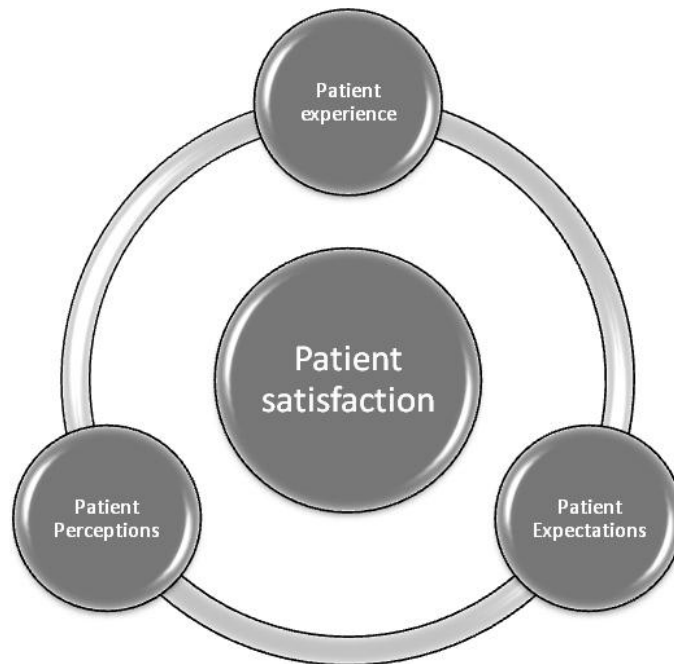 Patient
experience
Patient
satisfaction
Patient
Perceptions
Patient
Expectations